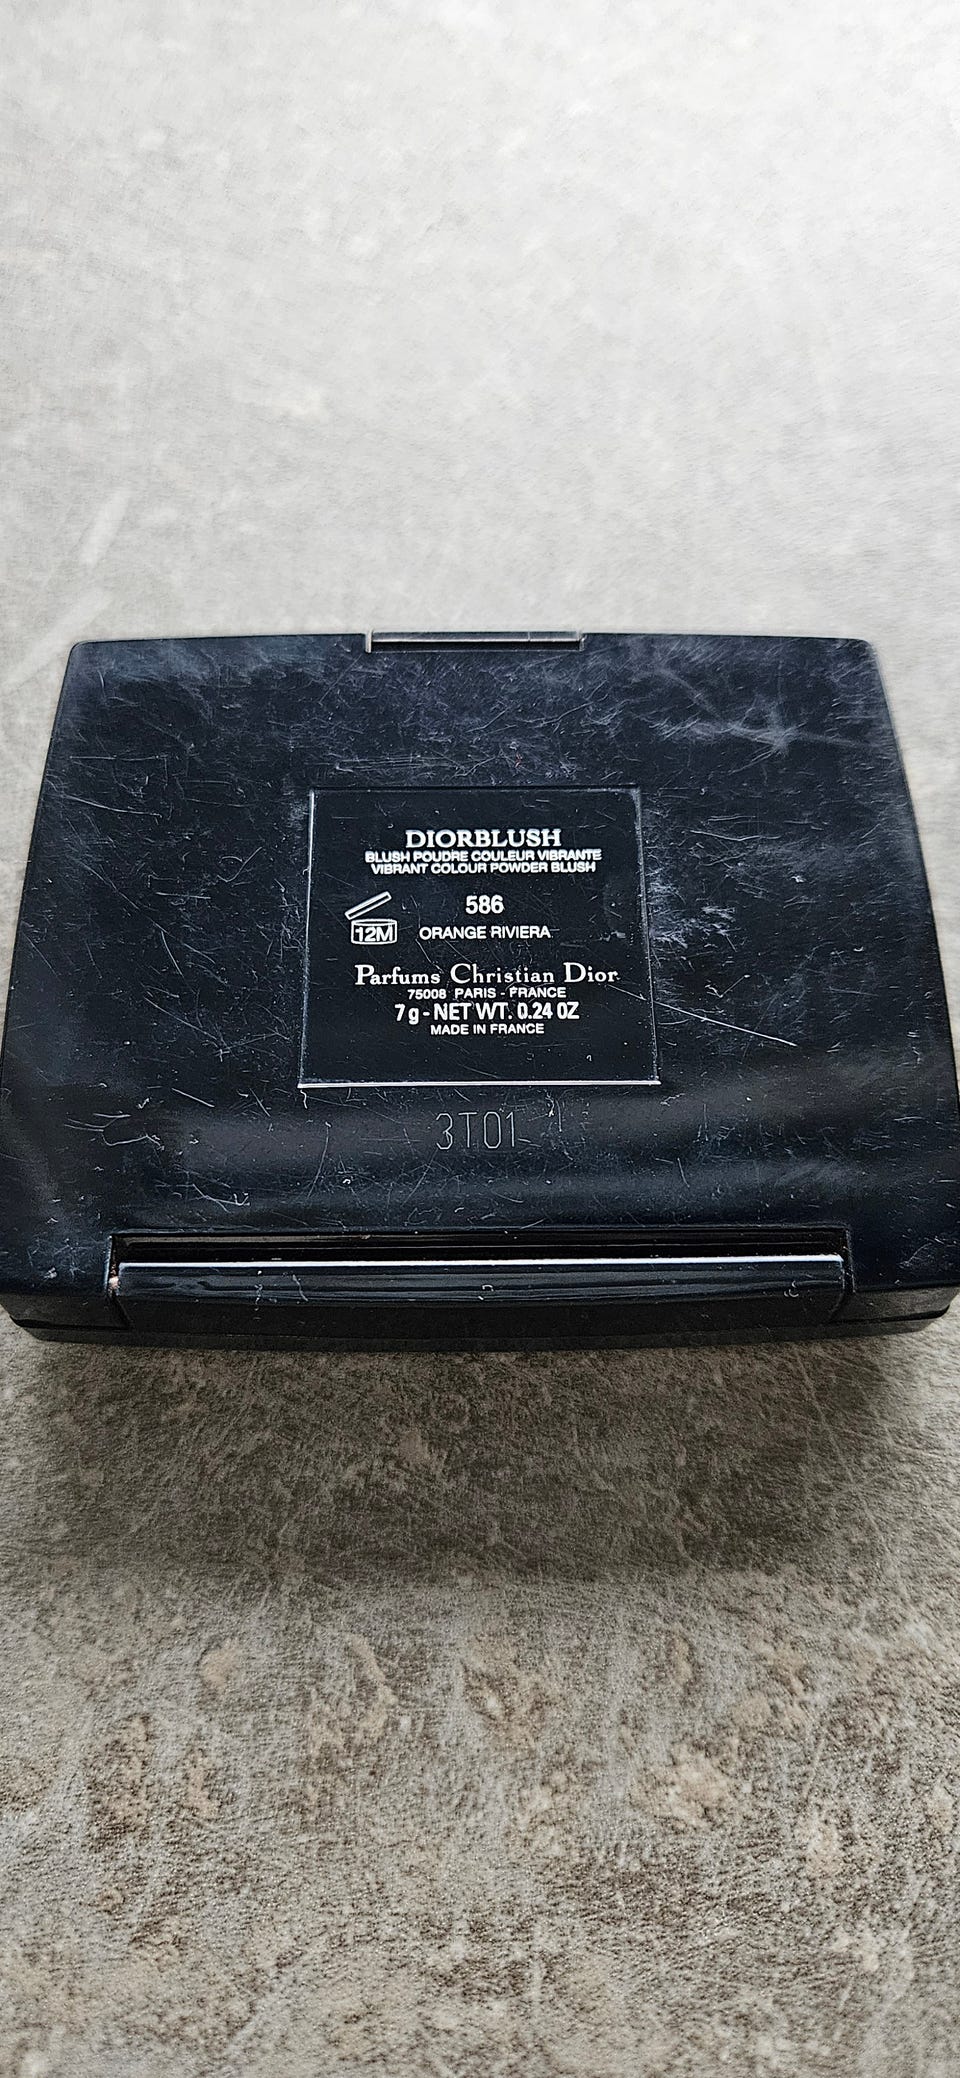 DIORBLUSH
BLUSH POUDRE COULEUR VIBRANTE
VIBRANT COLOUR POWDER BLUSH
586
12M ORANGE RIVIERA
Parfums Christian Dior
75008 PARIS - FRANCE
7 g - NET WT. 0.24 OZ
MADE IN FRANCE
3T01